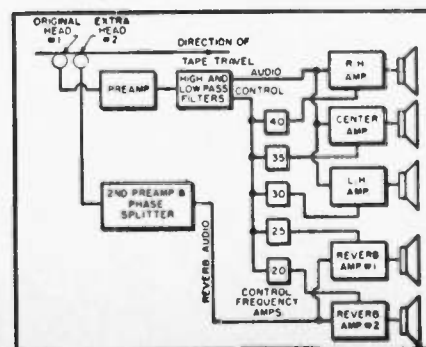 ORIGINAL HEAD #1
EXTRA HEAD #2
DIRECTION OF
TAPE TRAVEL
PREAMP
HIGH AND
LOW PASS
FILTERS
AUDIO
CONTROL
R.H.
AMP
40
CENTER
AMP
35
L.H.
AMP
30
25
REVERB
AMP #1
20
REVERB
AMP #2
CONTROL
FREQUENCY
AMPS.
2ND PREAMP &
PHASE
SPLITTER
REVERB AUDIO